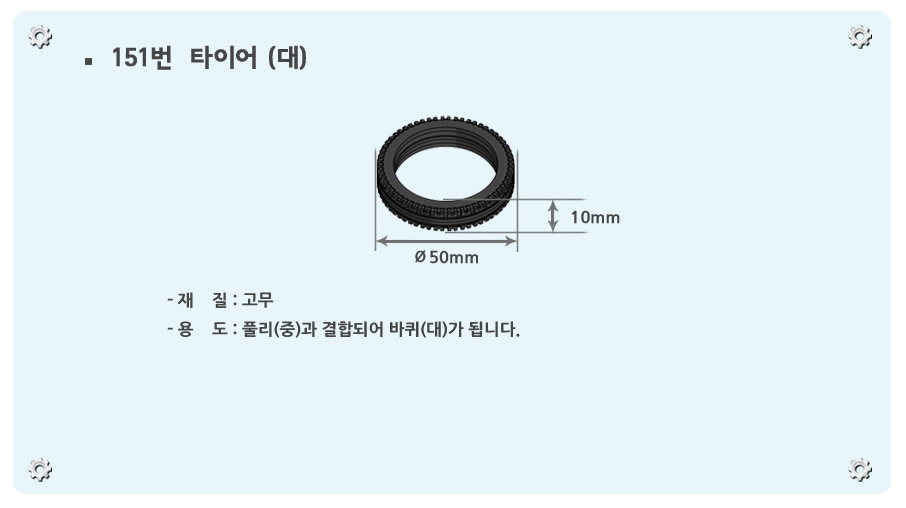 ▪ 151번 타이어 (대)
10mm
Ø 50mm
- 재 질 : 고무
- 용 도 : 풀리(중)과 결합되어 바퀴(대)가 됩니다.